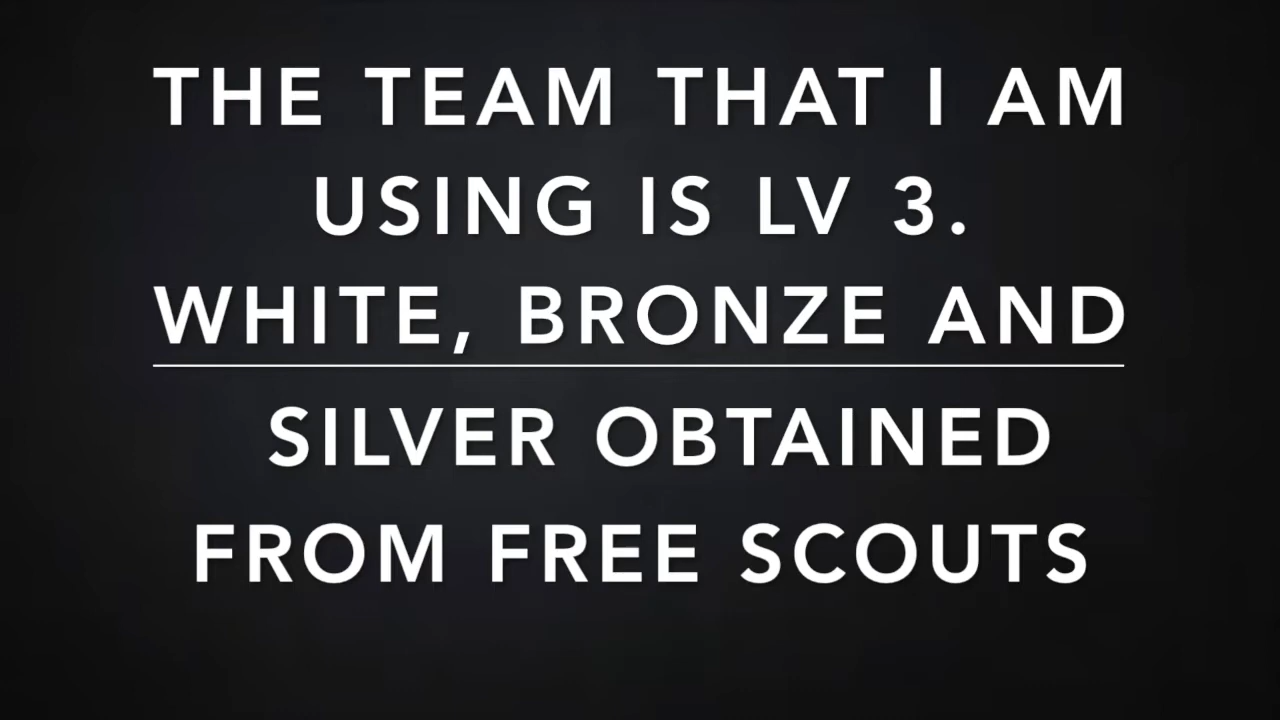 THE TEAM THAT I AM
USING IS LV 3.
WHITE, BRONZE AND
SILVER OBTAINED
FROM FREE SCOUTS